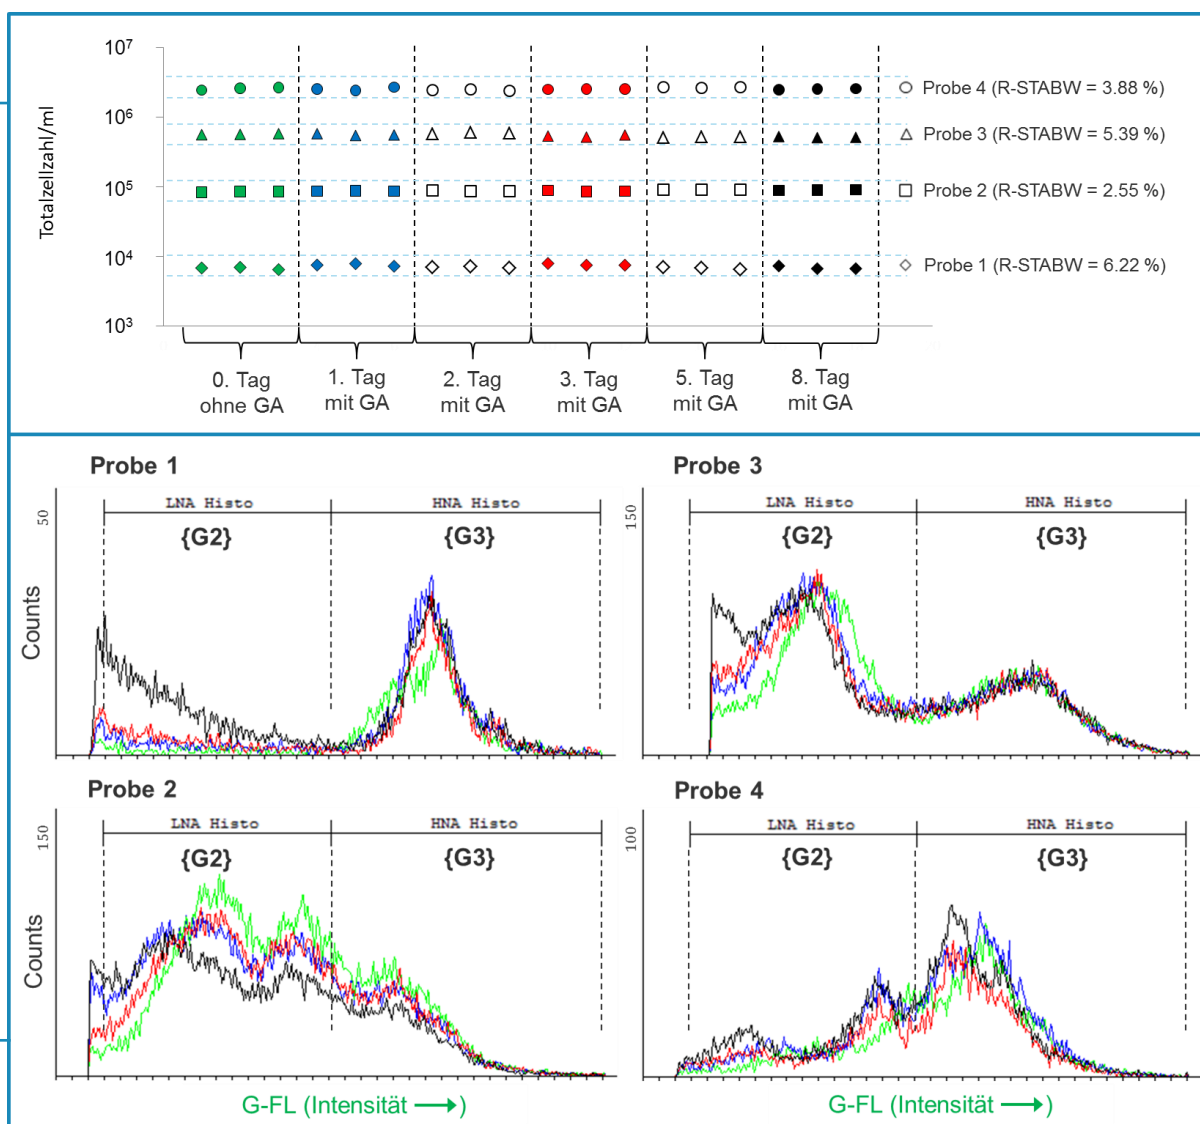 10⁷
10⁶
10⁵
10⁴
10³
Totalzellzahl/ml
Probe 4 (R-STABW = 3.88 %)
Probe 3 (R-STABW = 5.39 %)
Probe 2 (R-STABW = 2.55 %)
Probe 1 (R-STABW = 6.22 %)
0. Tag
ohne GA
1. Tag
mit GA
2. Tag
mit GA
3. Tag
mit GA
5. Tag
mit GA
8. Tag
mit GA
Probe 1
50
Counts
LNA Histo
HNA Histo
{G2}
{G3}
Probe 3
150
LNA Histo
HNA Histo
{G2}
{G3}
Probe 2
150
Counts
LNA Histo
HNA Histo
{G2}
{G3}
G-FL (Intensität →)
Probe 4
100
LNA Histo
HNA Histo
{G2}
{G3}
G-FL (Intensität →)